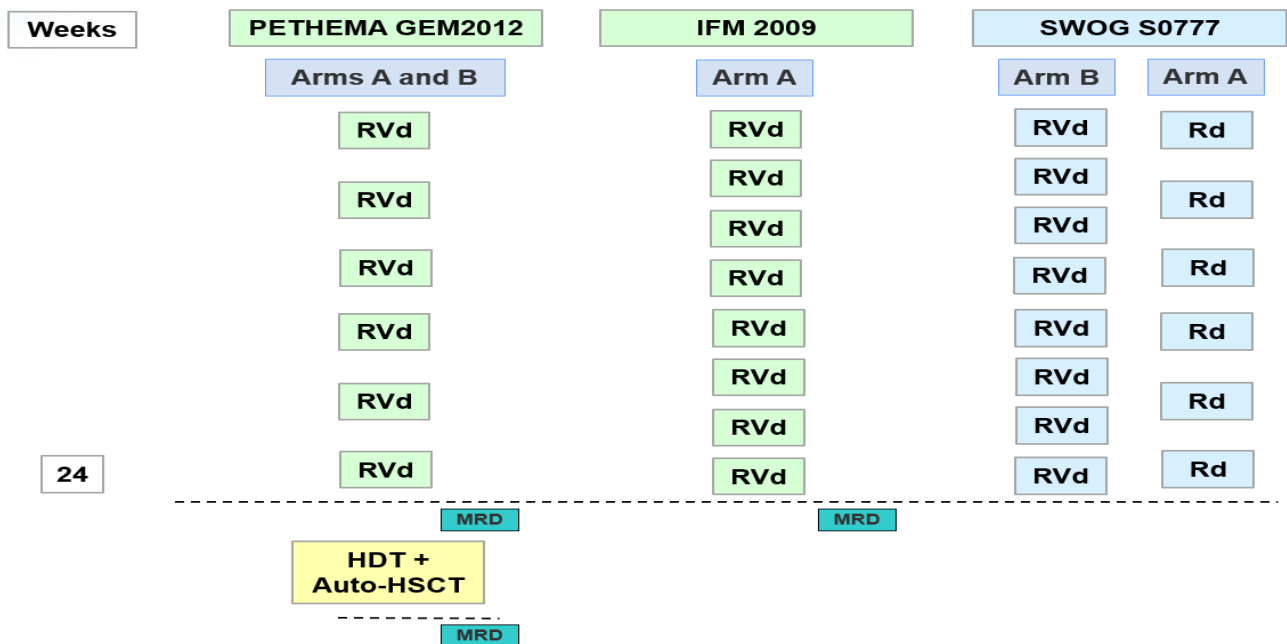 Weeks PETHEMA GEM2012 IFM 2009 SWOG S0777
Arms A and B Arm A Arm B Arm A
RVd RVd RVd Rd
RVd RVd
RVd Rd
RVd RVd
RVd RVd RVd Rd
RVd RVd RVd Rd
RVd RVd
RVd Rd
RVd RVd
24 RVd RVd RVd Rd
MRD MRD
HDT +
Auto-HSCT
MRD